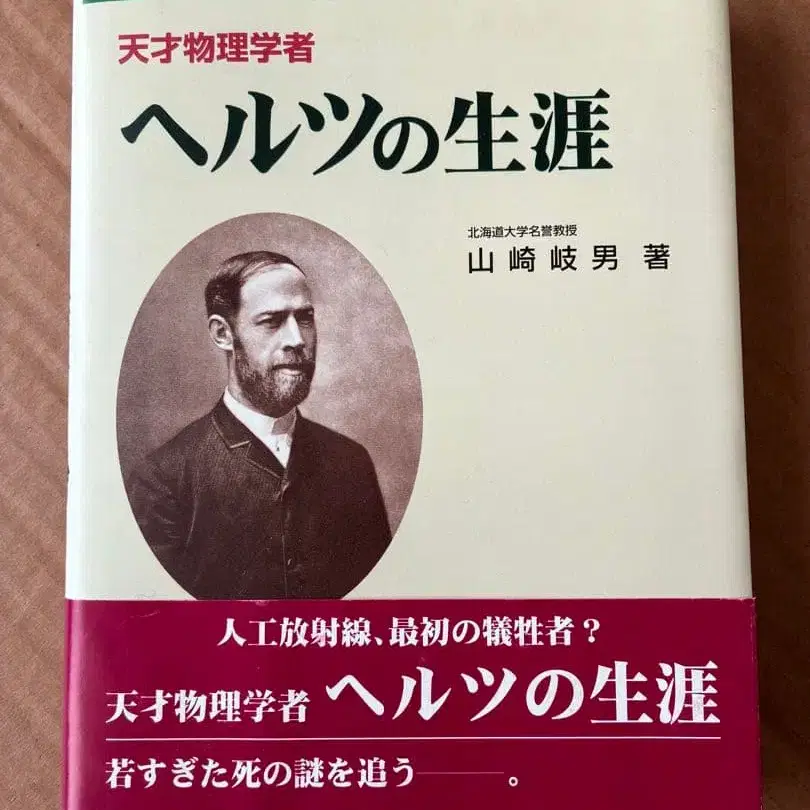 天才物理学者
ヘルツの生涯
北海道大学名誉教授
山崎岐男 著
人工放射線、最初の犠牲者？
天才物理学者 ヘルツの生涯
若すぎた死の謎を追う――。